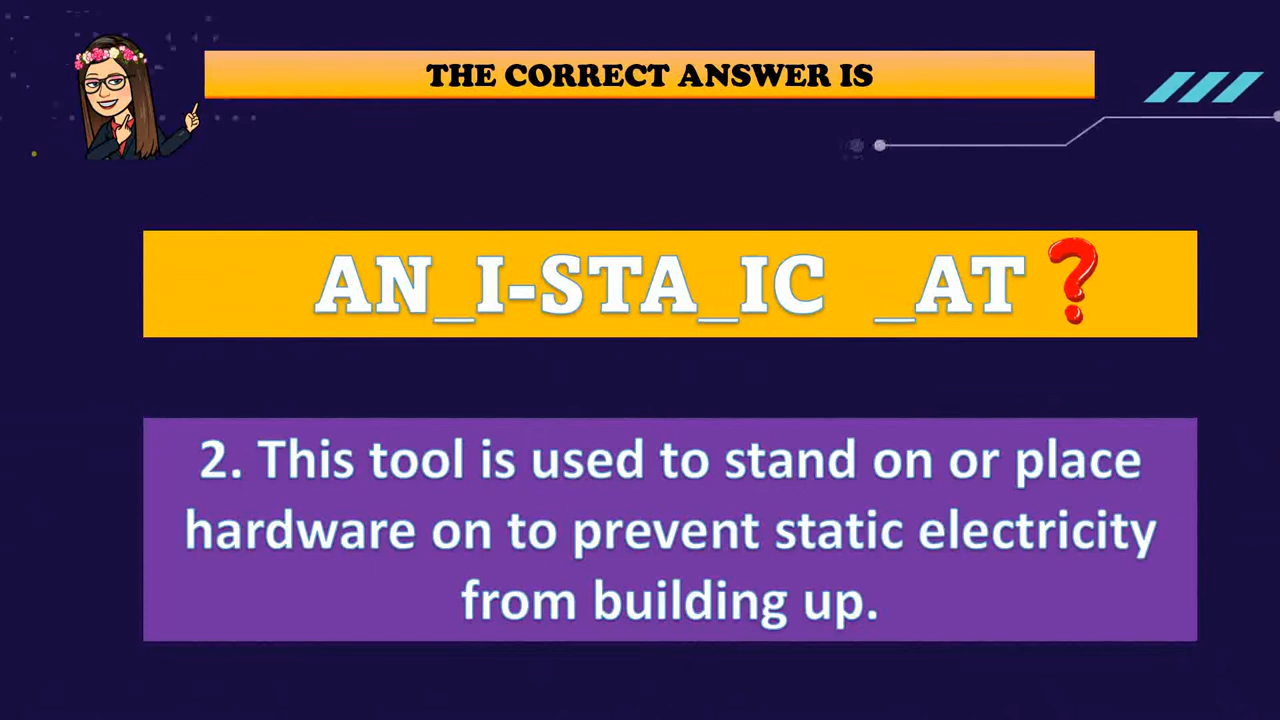 THE CORRECT ANSWER IS
AN_I-STA_IC _AT❓
2. This tool is used to stand on or place
hardware on to prevent static electricity
from building up.